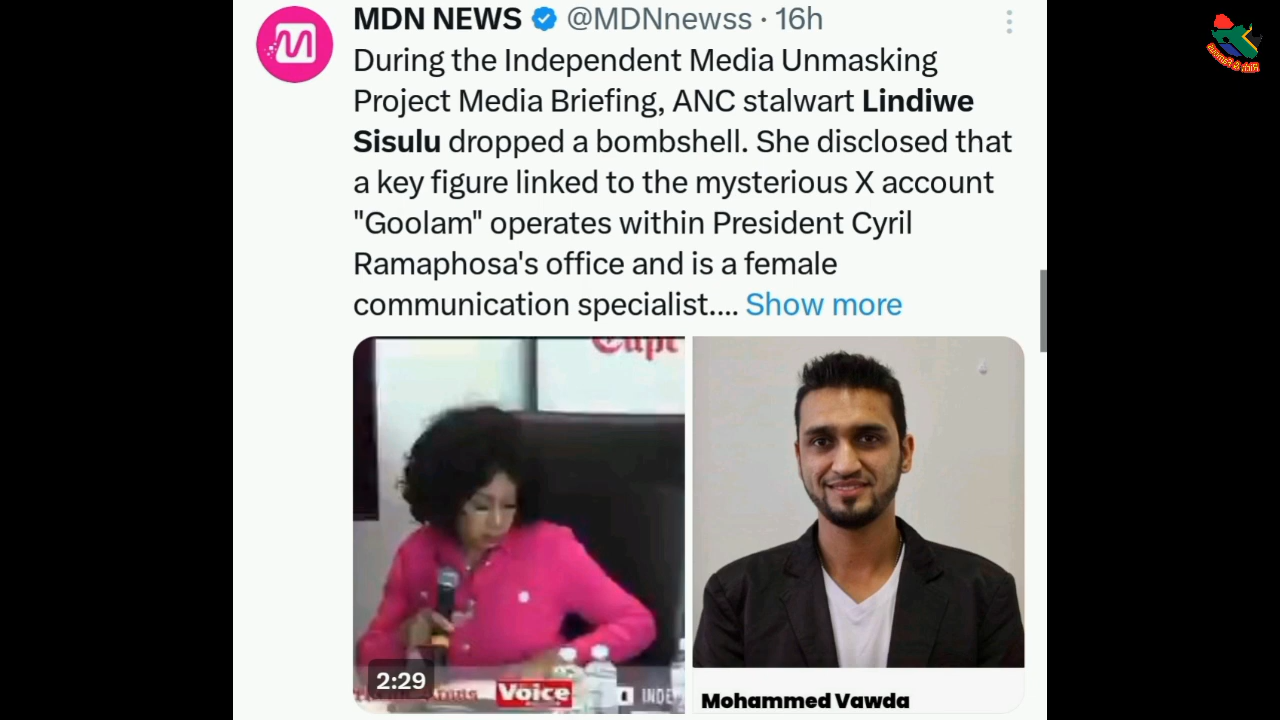 MDN NEWS @MDNnewss · 16h
During the Independent Media Unmasking
Project Media Briefing, ANC stalwart Lindiwe
Sisulu dropped a bombshell. She disclosed that
a key figure linked to the mysterious X account
"Goolam" operates within President Cyril
Ramaphosa's office and is a female
communication specialist.... Show more
2:29
Voice
Mohammed Vawda